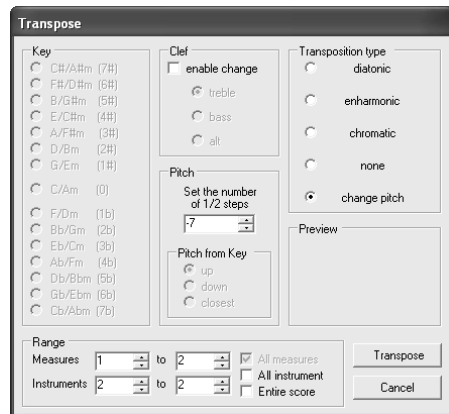 Transpose
Key
C#/A#m (7#)
F#/D#m (6#)
B/G#m (5#)
E/C#m (4#)
A/F#m (3#)
D/Bm (2#)
G/Em (1#)
C/Am (0)
F/Dm (1b)
Bb/Gm (2b)
Eb/Cm (3b)
Ab/Fm (4b)
Db/Bbm (5b)
Gb/Ebm (6b)
Cb/Abm (7b)
Clef
enable change
treble
bass
alt
Pitch
Set the number
of 1/2 steps
-7
Pitch from Key
up
down
closest
Transposition type
diatonic
enharmonic
chromatic
none
change pitch
Preview
Range
Measures 1 to 2 All measures
Instruments 2 to 2 All instrument
Entire score
Transpose
Cancel